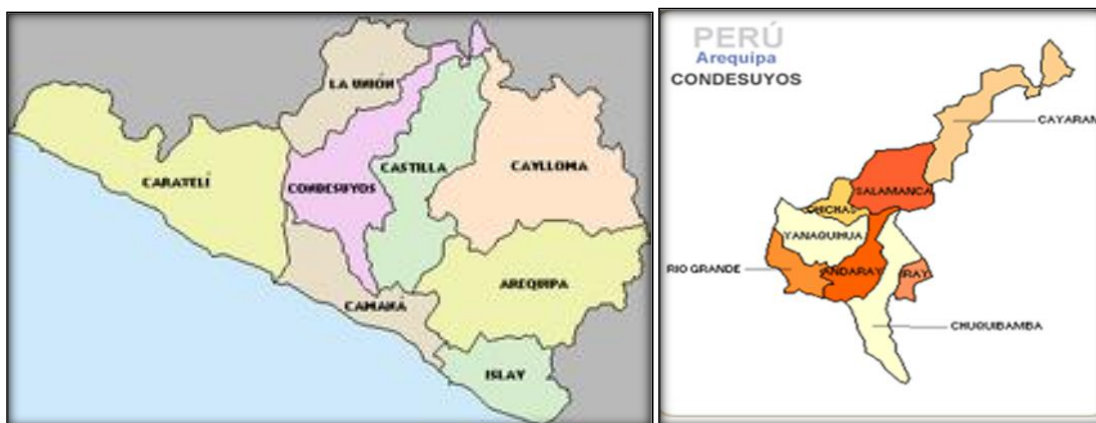 LA UNIÓN
CARATELÍ
CONDESUYOS
CASTILLA
CAYLLOMA
CAMANÁ
AREQUIPA
ISLAY
PERÚ
Arequipa
CONDESUYOS
CAYARAN
SALAMANCA
CHICHAS
YANAQUIHUA
RIO GRANDE
ANDARAY
IRAY
CHUQUIBAMBA